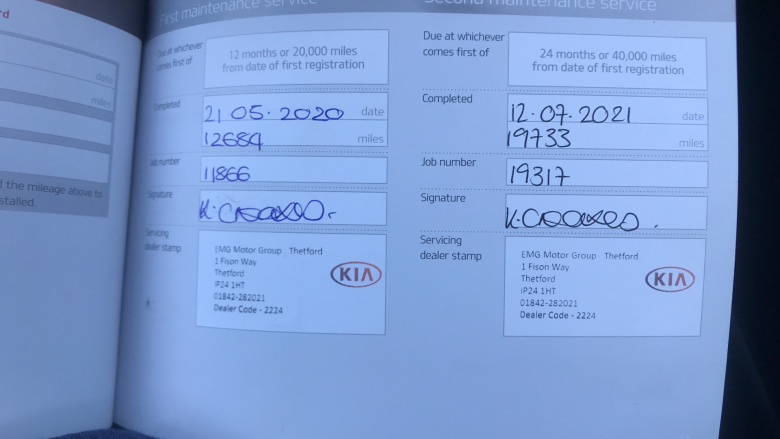 rd
date
miles
d the mileage above to
stalled.
First maintenance service
Due at whichever
comes first of
12 months or 20,000 miles
from date of first registration
Completed
21 05. 2020 date
12684 miles
Job number
11866
Signature
Servicing
dealer stamp
EMG Motor Group Thetford
1 Fison Way
Thetford
IP24 1HT
01842-282021
Dealer Code - 2224
KIA
Second maintenance service
Due at whichever
comes first of
24 months or 40,000 miles
from date of first registration
Completed
12.07.2021 date
19733 miles
Job number
19317
Signature
Servicing
dealer stamp
EMG Motor Group Thetford
1 Fison Way
Thetford
IP24 1HT
01842-282021
Dealer Code - 2224
KIA